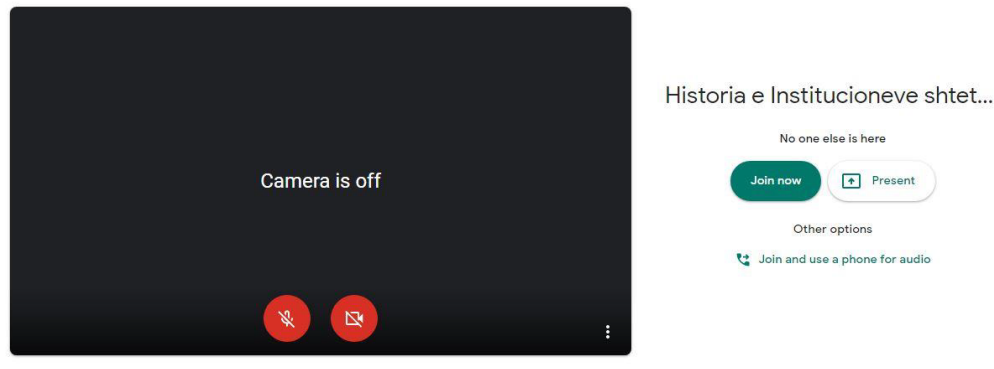 Camera is off
Historia e Institucioneve shtet...
No one else is here
Join now
Present
Other options
Join and use a phone for audio